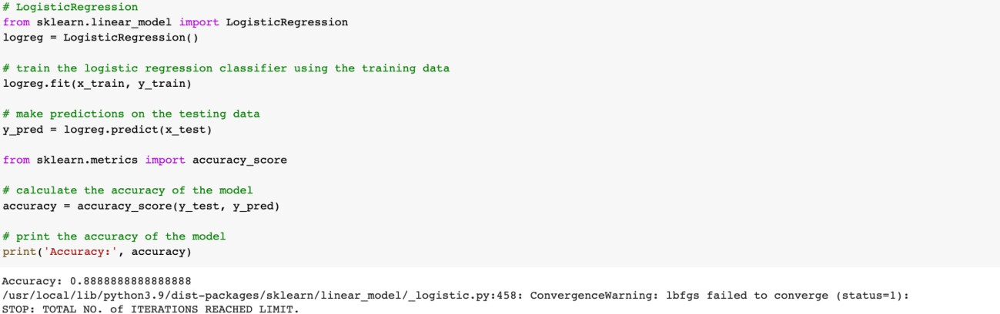 # LogisticRegression
from sklearn.linear_model import LogisticRegression
logreg = LogisticRegression()
# train the logistic regression classifier using the training data
logreg.fit(x_train, y_train)
# make predictions on the testing data
y_pred = logreg.predict(x_test)
from sklearn.metrics import accuracy_score
# calculate the accuracy of the model
accuracy = accuracy_score(y_test, y_pred)
# print the accuracy of the model
print('Accuracy:', accuracy)
Accuracy: 0.8888888888888888
/usr/local/lib/python3.9/dist-packages/sklearn/linear_model/_logistic.py:458: ConvergenceWarning: lbfgs failed to converge (status=1):
STOP: TOTAL NO. of ITERATIONS REACHED LIMIT.